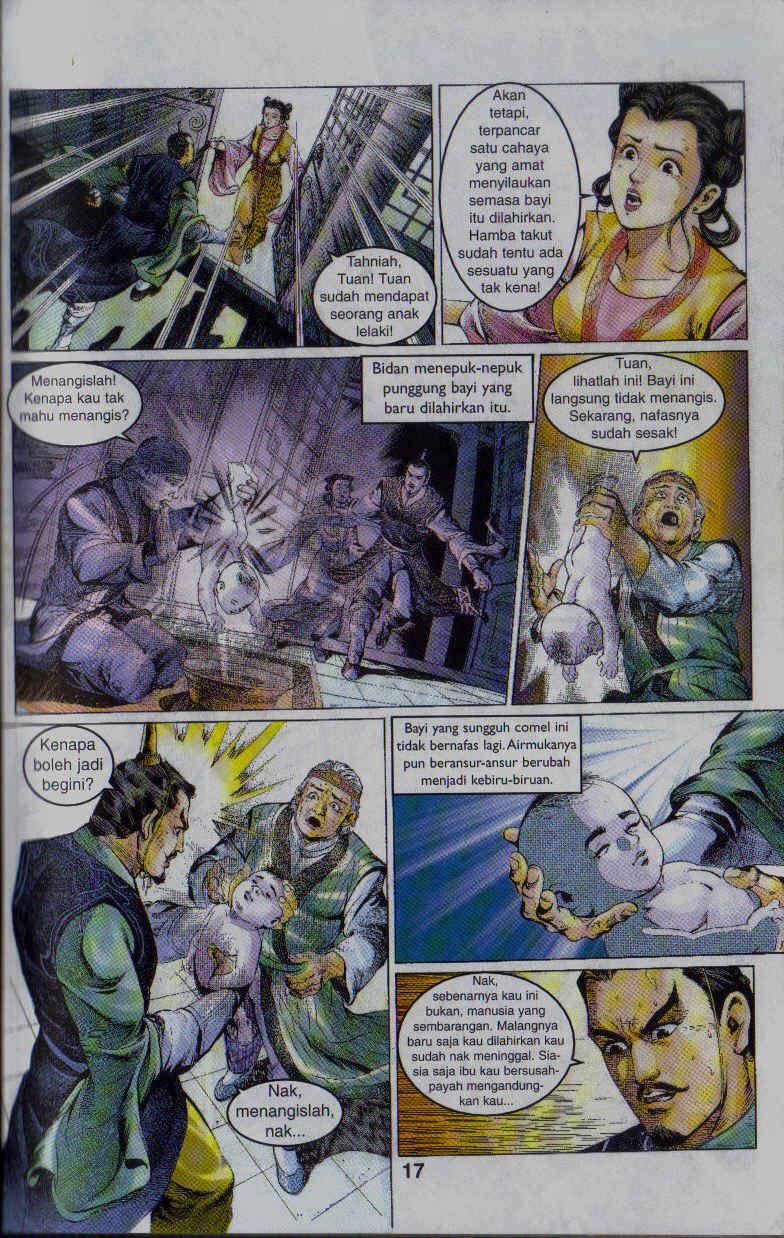 Tahniah,
Tuan! Tuan
sudah mendapat
seorang anak
lelaki!
Akan
tetapi,
terpancar
satu cahaya
yang amat
menyilaukan
semasa bayi
itu dilahirkan.
Hamba takut
sudah tentu ada
sesuatu yang
tak kena!
Menangislah!
Kenapa kau tak
mahu menangis?
Bidan menepuk-nepuk
punggung bayi yang
baru dilahirkan itu.
Tuan,
lihatlah ini! Bayi ini
langsung tidak menangis.
Sekarang, nafasnya
sudah sesak!
Kenapa
boleh jadi
begini?
Nak,
menangislah,
nak...
Bayi yang sungguh comel ini
tidak bernafas lagi. Airmukanya
pun beransur-ansur berubah
menjadi kebiru-biruan.
Nak,
sebenarnya kau ini
bukan, manusia yang
sembarangan. Malangnya
baru saja kau dilahirkan kau
sudah nak meninggal. Sia-
sia saja ibu kau bersusah-
payah mengandung-
kan kau...
17